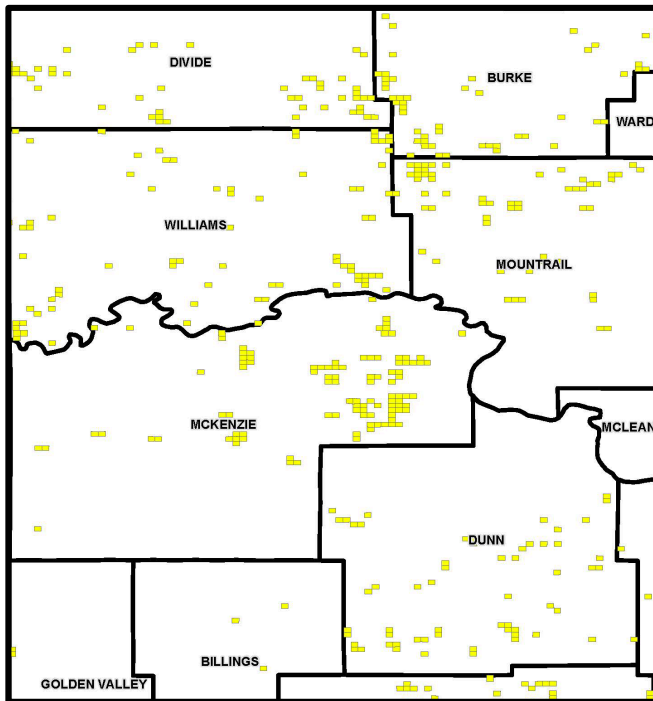 DIVIDE
BURKE
WARD
WILLIAMS
MOUNTRAIL
MCKENZIE
MCLEAN
DUNN
BILLINGS
GOLDEN VALLEY